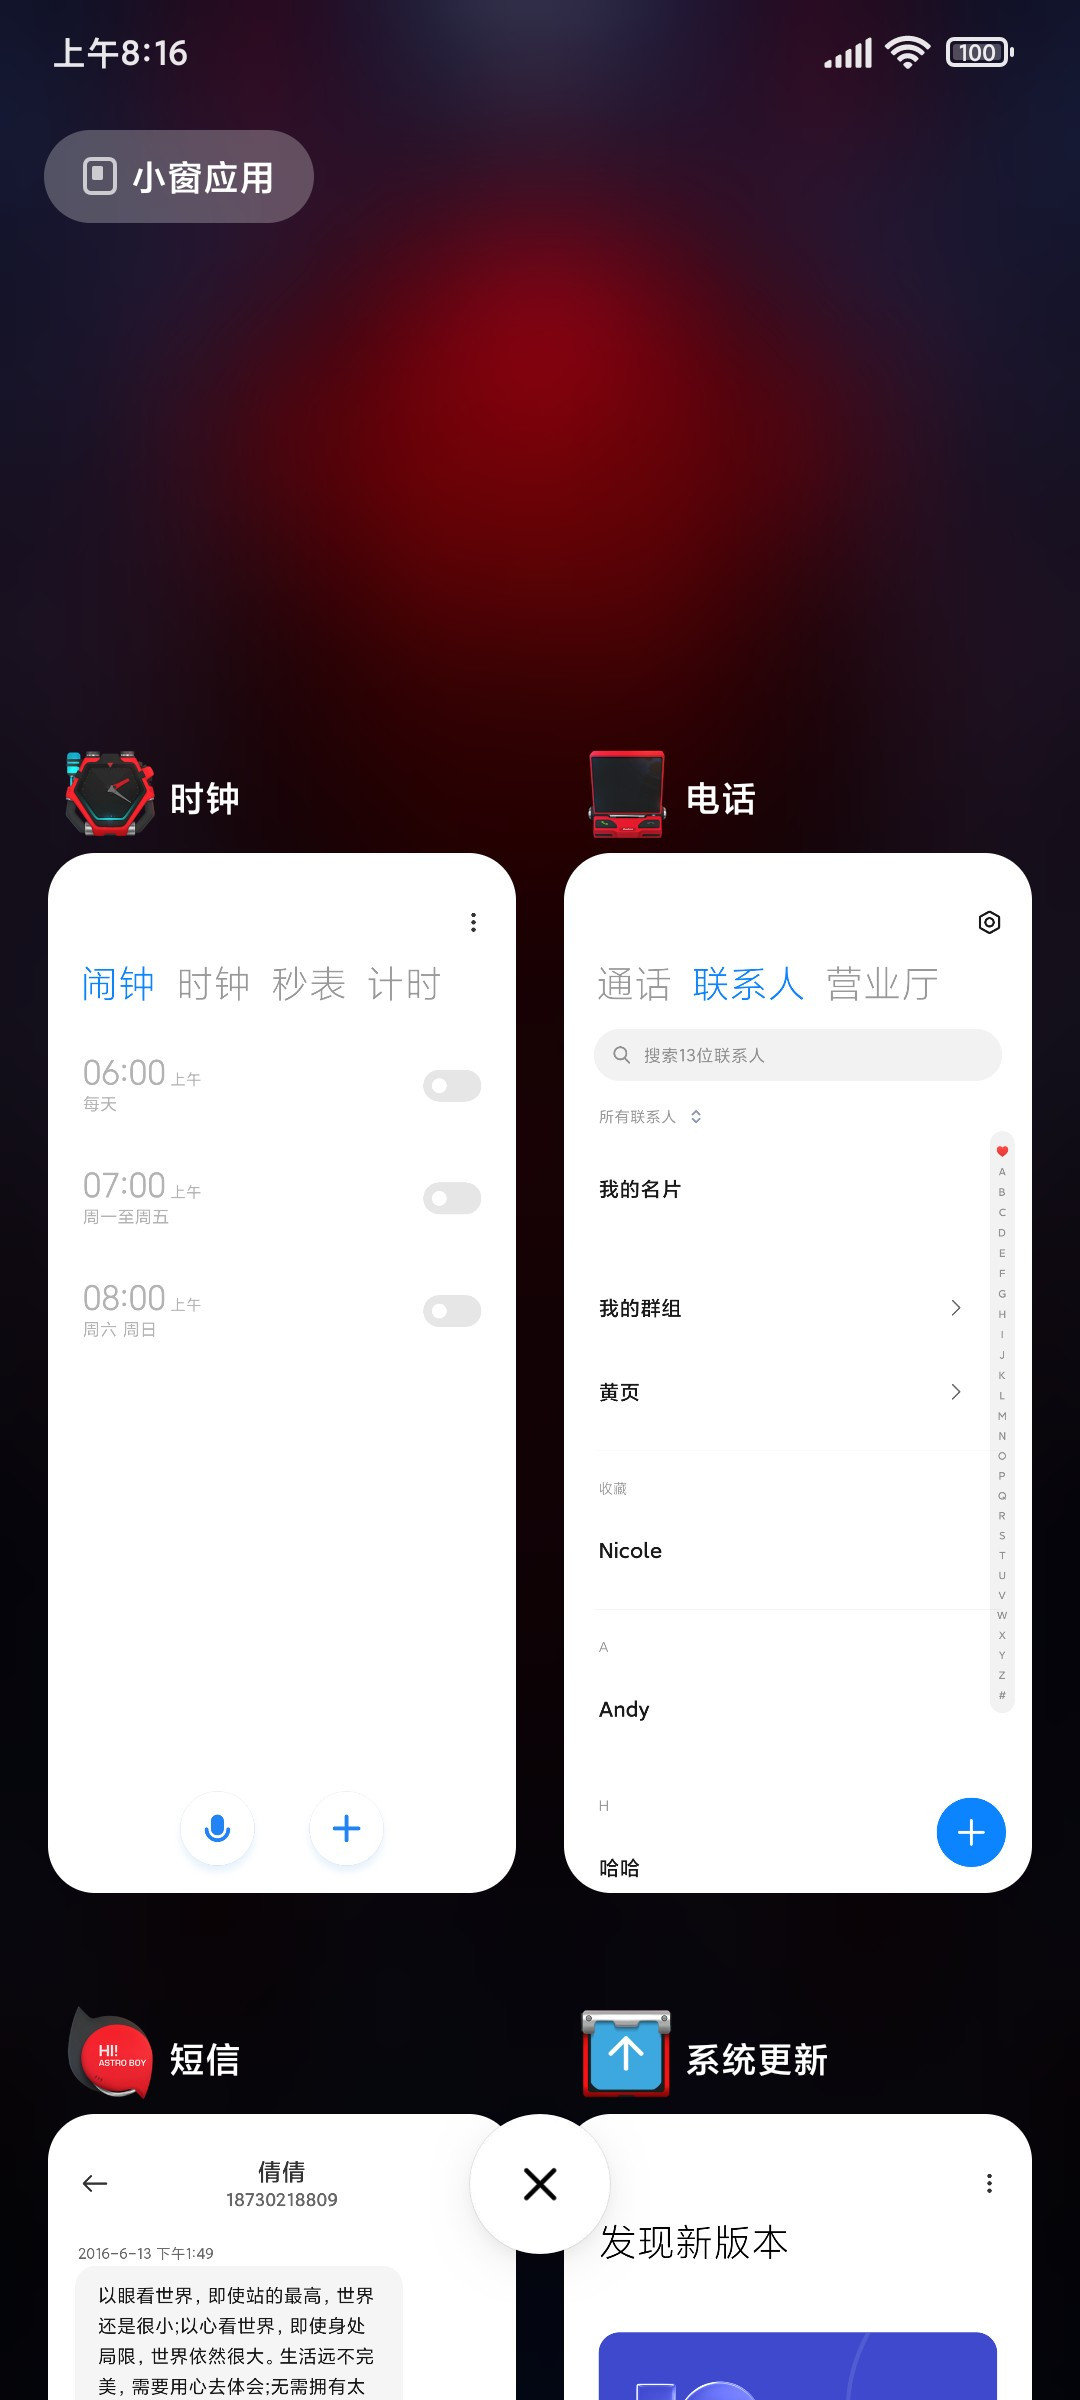 上午8:16
100
小窗应用
时钟
电话
闹钟 时钟 秒表 计时
06:00 上午
每天
07:00 上午
周一至周五
08:00 上午
周六 周日
通话 联系人 营业厅
搜索13位联系人
所有联系人
我的名片
我的群组
黄页
收藏
Nicole
A
Andy
H
哈哈
A
B
C
D
E
F
G
H
I
J
K
L
M
N
O
P
Q
R
S
T
U
V
W
X
Y
Z
#
HI!
ASTRO BOY
短信
系统更新
倩倩
18730218809
2016-6-13 下午1:49
以眼看世界，即使站的最高，世界
还是很小;以心看世界，即使身处
局限，世界依然很大。生活远不完
美，需要用心去体会;无需拥有太
发现新版本